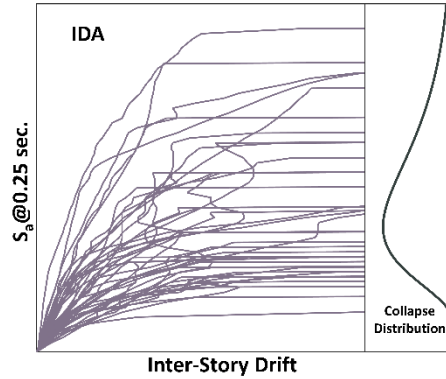 IDA
Sa@0.25 sec.
Collapse
Distribution
Inter-Story Drift